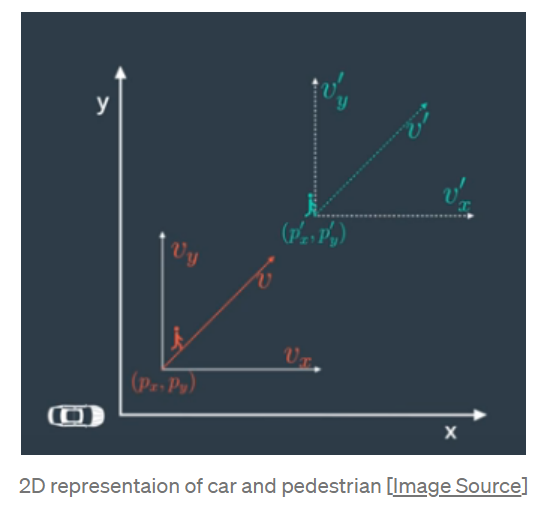 y
v′y
v′
v′x
(p′x, p′y)
vy
v
vx
(px, py)
x
2D representaion of car and pedestrian [Image Source]